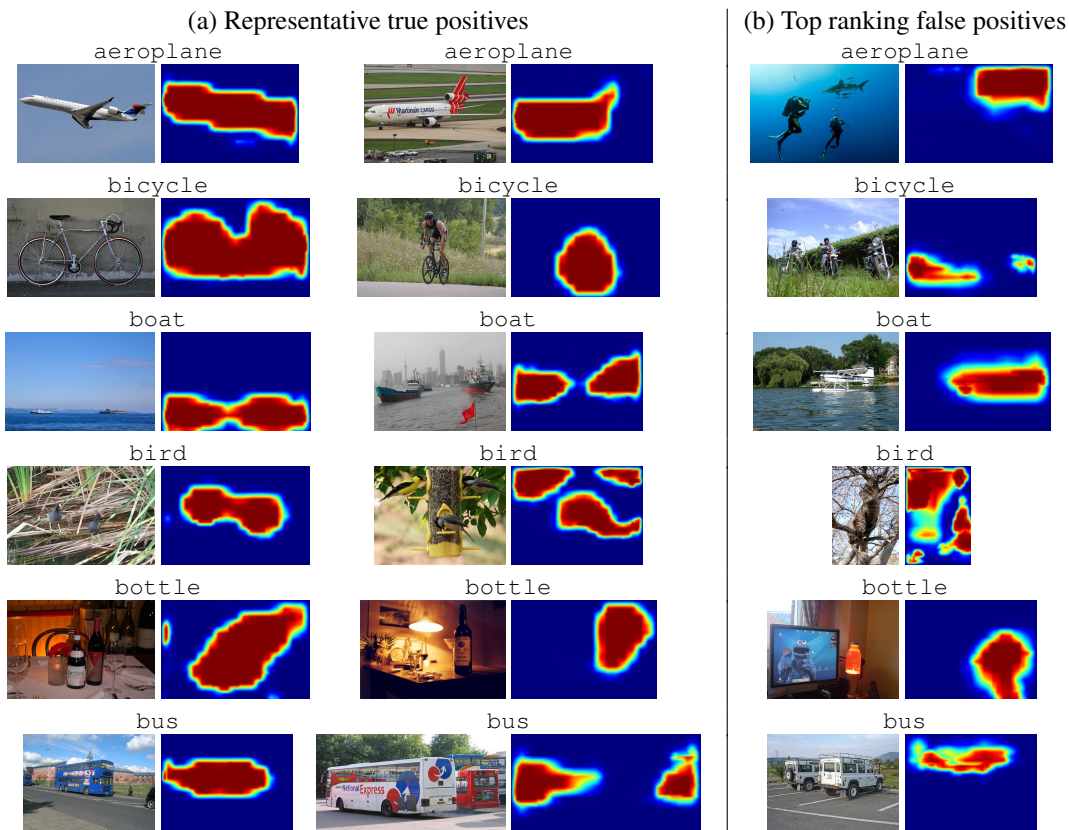 (a) Representative true positives
(b) Top ranking false positives
aeroplane
aeroplane
aeroplane
Martinair CARGO
bicycle
bicycle
bicycle
boat
boat
boat
bird
bird
bird
bottle
bottle
bottle
bus
bus
bus
National Express